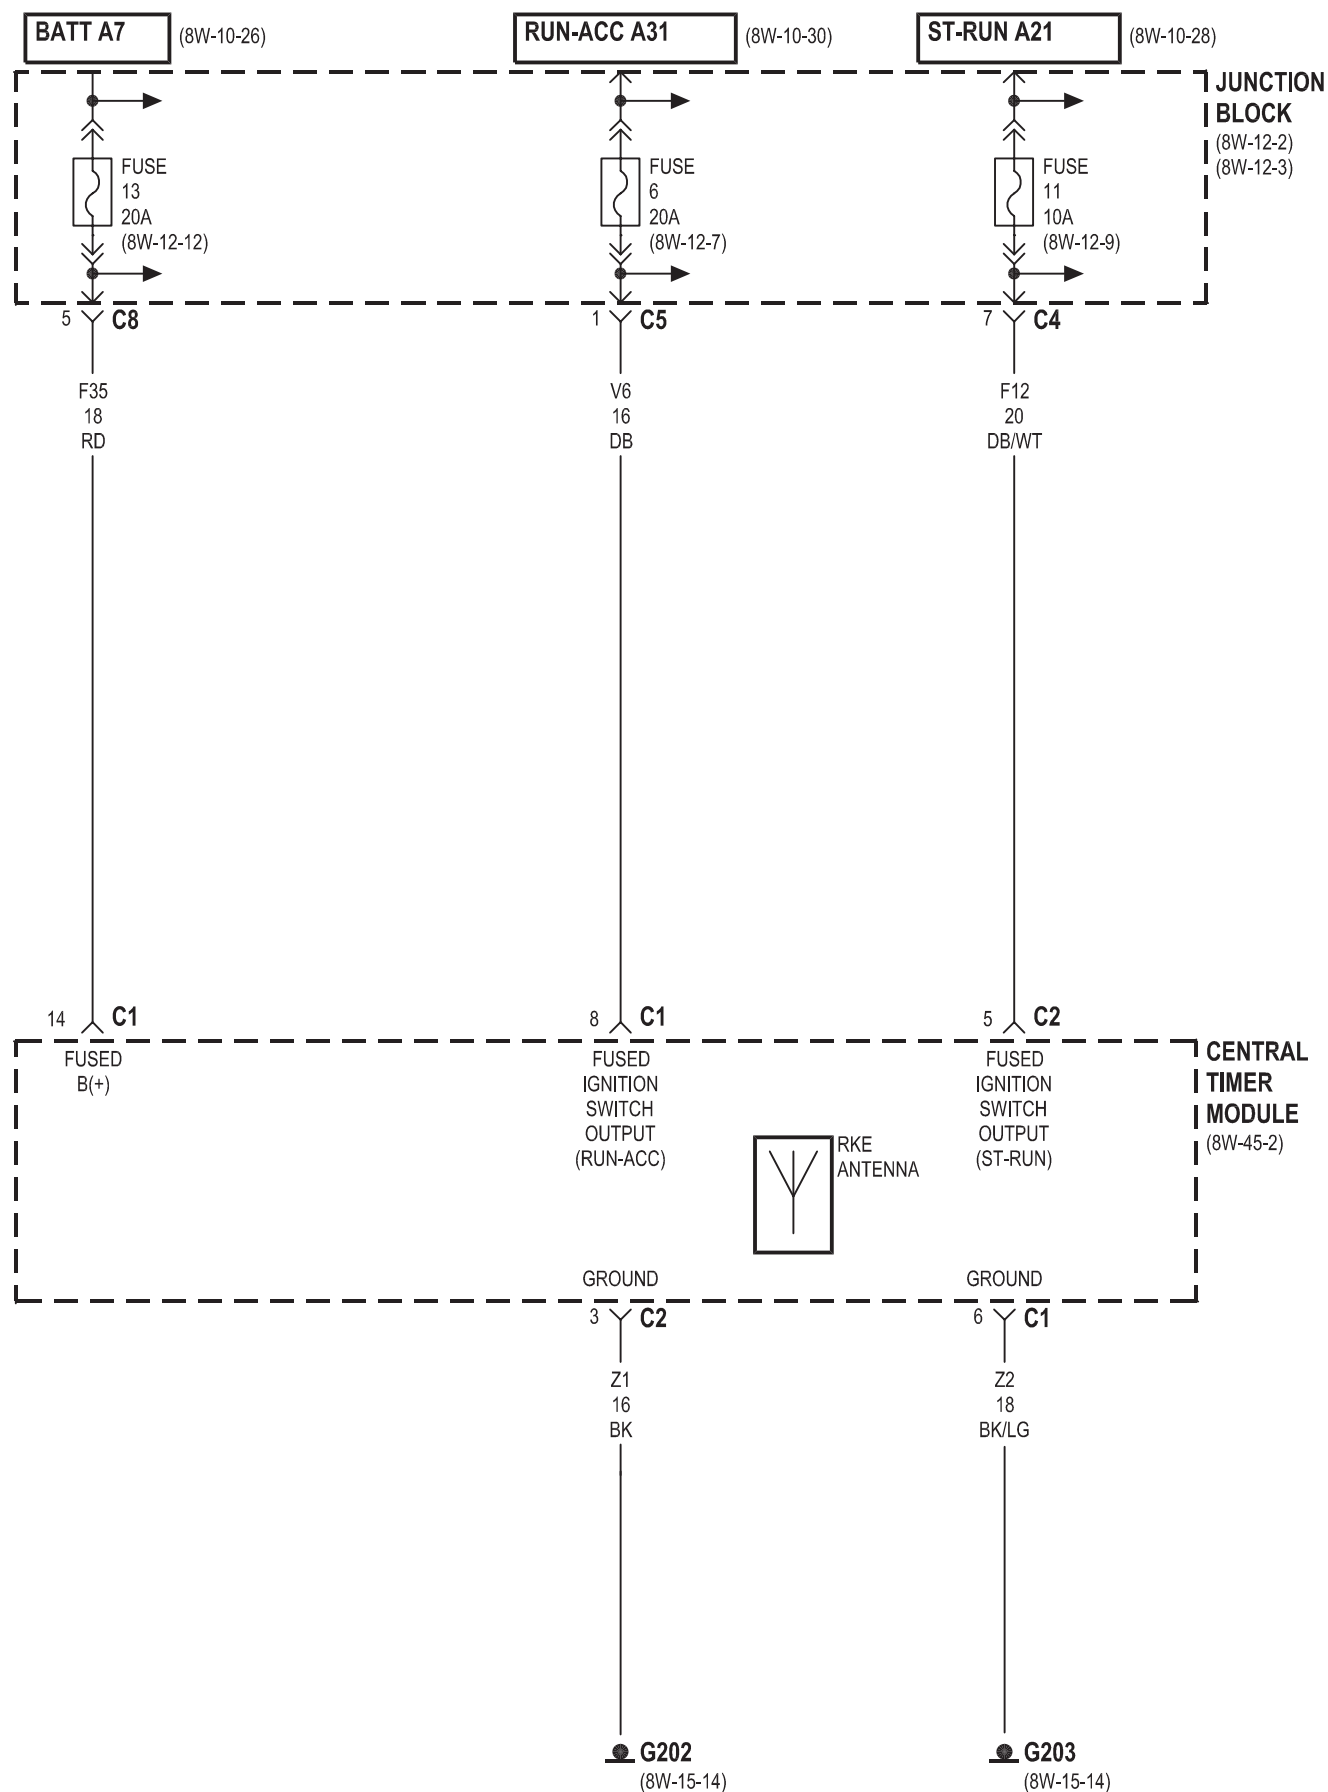 BATT A7 (8W-10-26) RUN-ACC A31 (8W-10-30) ST-RUN A21 (8W-10-28)
JUNCTION
BLOCK
(8W-12-2)
(8W-12-3)
FUSE
13
20A
(8W-12-12)
FUSE
6
20A
(8W-12-7)
FUSE
11
10A
(8W-12-9)
5 C8
1 C5
7 C4
F35
18
RD
V6
16
DB
F12
20
DB/WT
14 C1
8 C1
5 C2
FUSED
B(+)
FUSED
IGNITION
SWITCH
OUTPUT
(RUN-ACC)
RKE
ANTENNA
FUSED
IGNITION
SWITCH
OUTPUT
(ST-RUN)
CENTRAL
TIMER
MODULE
(8W-45-2)
GROUND
GROUND
3 C2
6 C1
Z1
16
BK
Z2
18
BK/LG
G202
(8W-15-14)
G203
(8W-15-14)